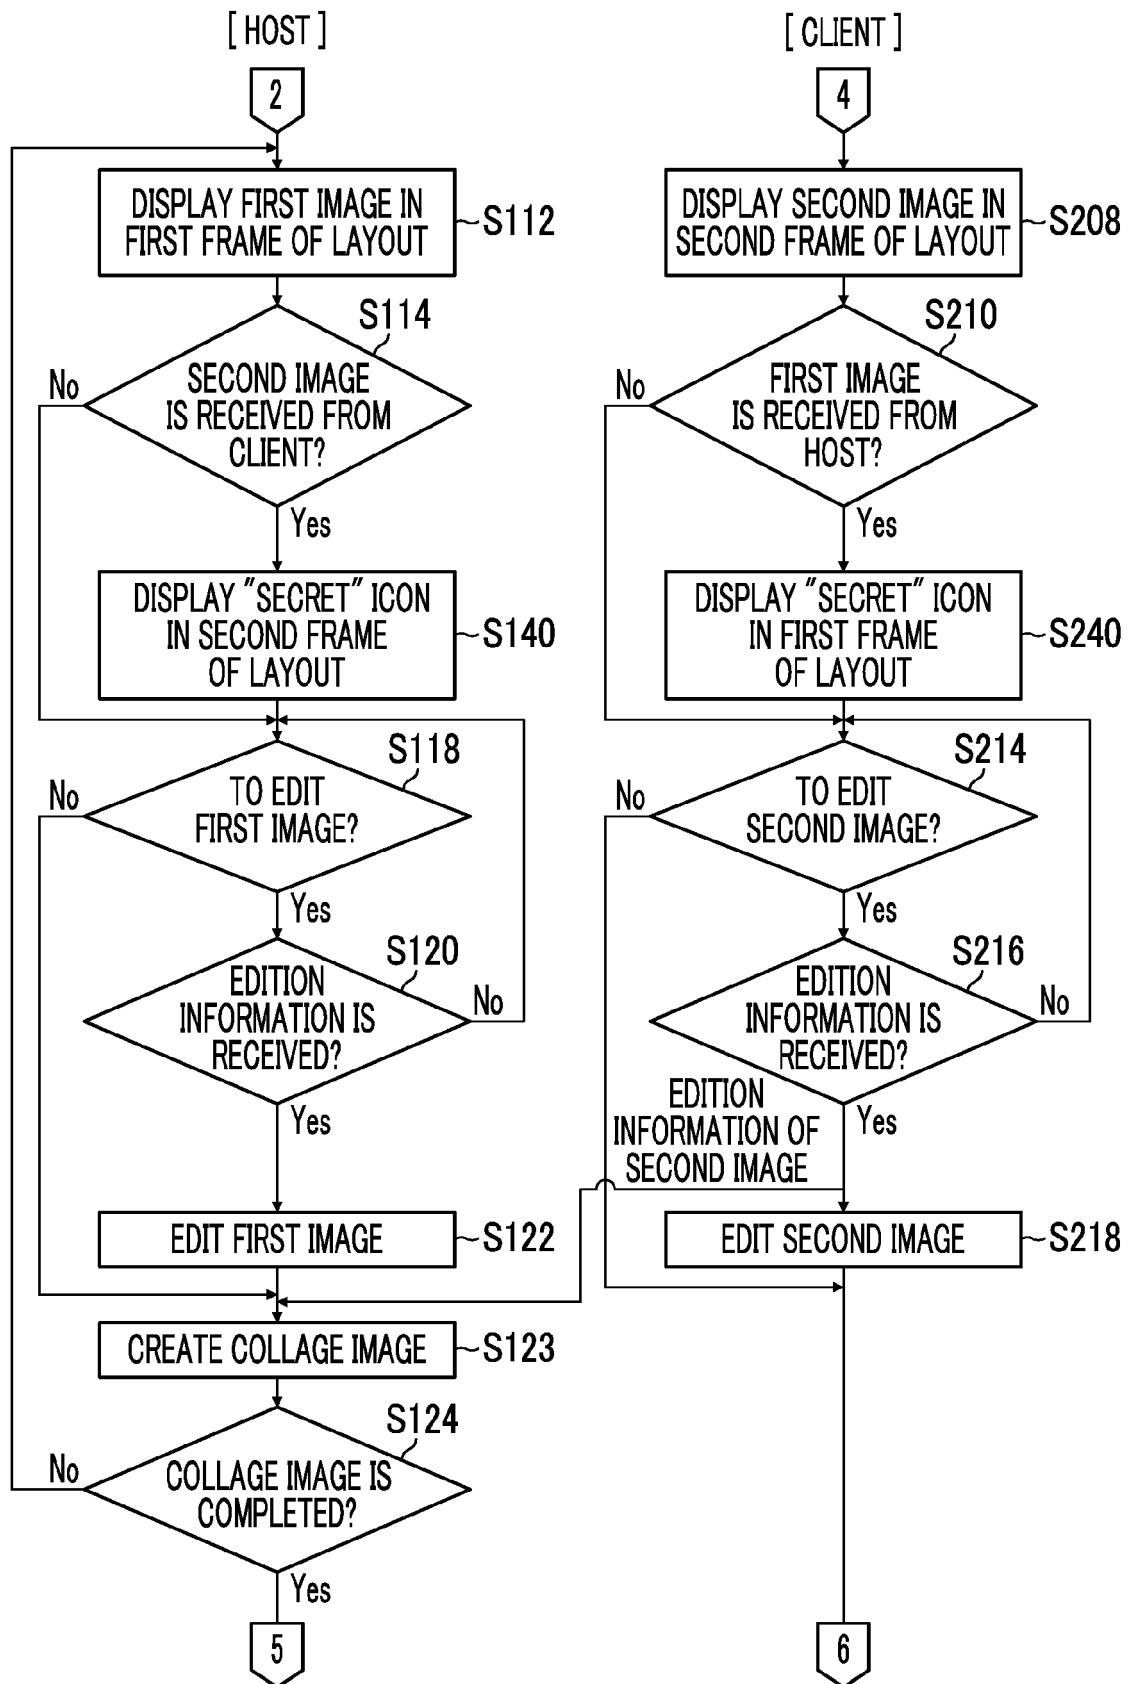 [ HOST ]
2
DISPLAY FIRST IMAGE IN
FIRST FRAME OF LAYOUT
S112
S114
SECOND IMAGE
IS RECEIVED FROM
CLIENT?
No
Yes
DISPLAY "SECRET" ICON
IN SECOND FRAME
OF LAYOUT
S140
S118
TO EDIT
FIRST IMAGE?
No
Yes
S120
EDITION
INFORMATION IS
RECEIVED?
No
Yes
EDIT FIRST IMAGE
S122
CREATE COLLAGE IMAGE
S123
S124
COLLAGE IMAGE IS
COMPLETED?
No
Yes
5
[ CLIENT ]
4
DISPLAY SECOND IMAGE IN
SECOND FRAME OF LAYOUT
S208
S210
FIRST IMAGE
IS RECEIVED FROM
HOST?
No
Yes
DISPLAY "SECRET" ICON
IN FIRST FRAME
OF LAYOUT
S240
S214
TO EDIT
SECOND IMAGE?
No
Yes
S216
EDITION
INFORMATION IS
RECEIVED?
No
Yes
EDITION
INFORMATION OF
SECOND IMAGE
EDIT SECOND IMAGE
S218
6